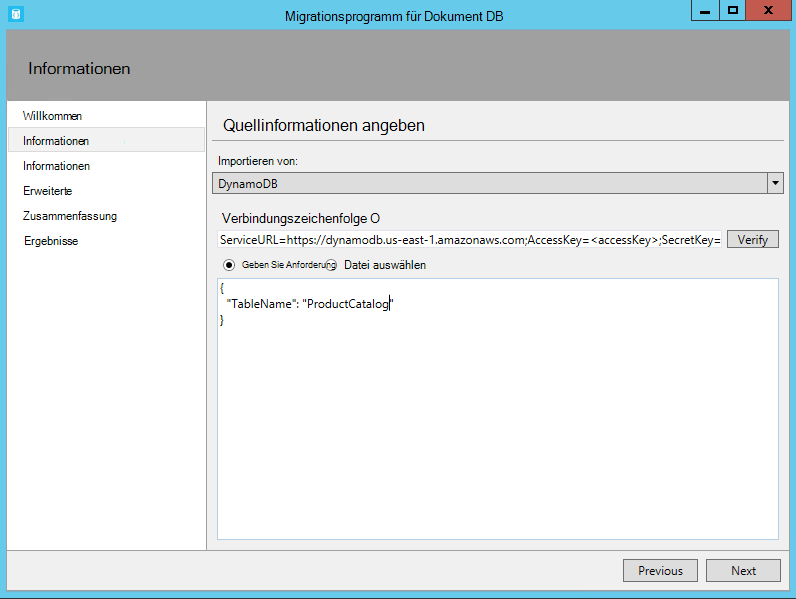 Migrationsprogramm für Dokument DB
Informationen
Willkommen
Informationen
Informationen
Erweiterte
Zusammenfassung
Ergebnisse
Quellinformationen angeben
Importieren von:
DynamoDB
Verbindungszeichenfolge O
ServiceURL=https://dynamodb.us-east-1.amazonaws.com;AccessKey=<accessKey>;SecretKey=
Verify
Geben Sie Anforderung Datei auswählen
{
"TableName": "ProductCatalog"
}
Previous Next